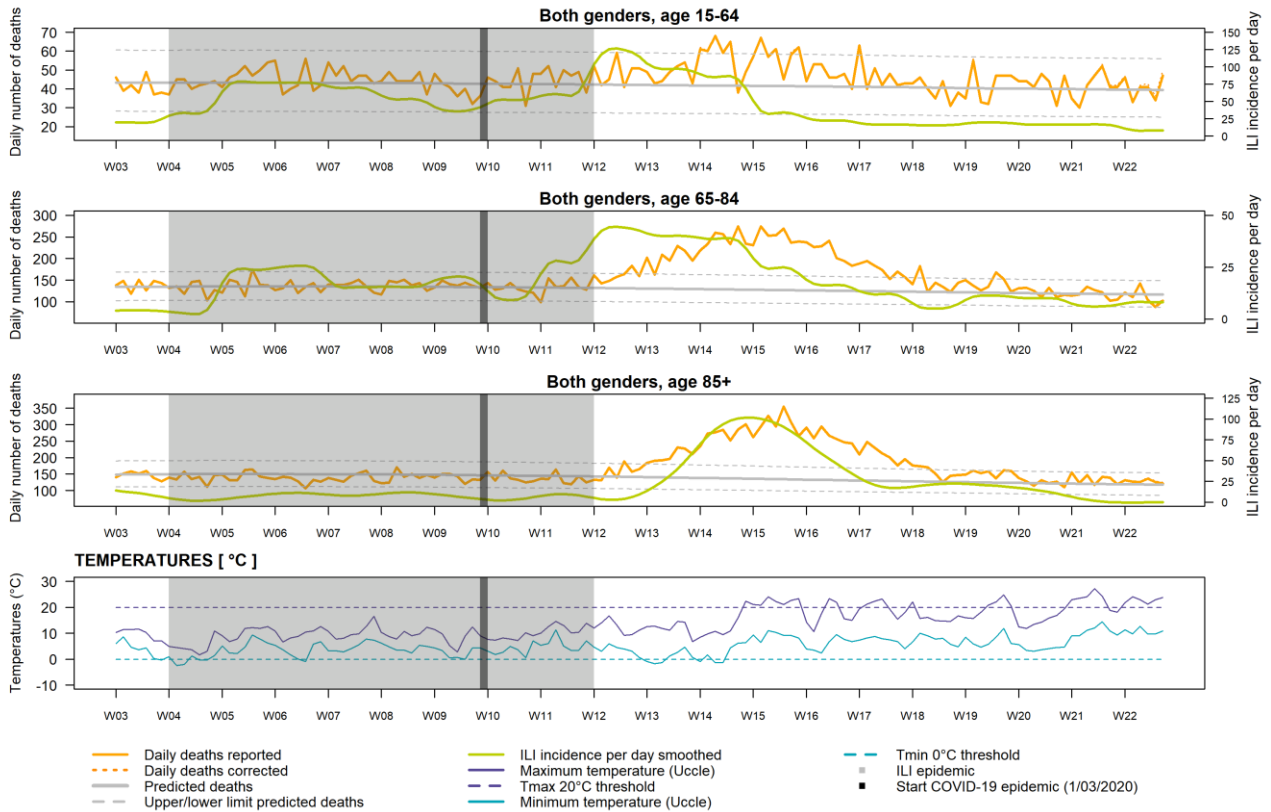 Both genders, age 15-64
Daily number of deaths
70
60
50
40
30
20
150
125
100
75
50
25
0
ILI incidence per day
W03 W04 W05 W06 W07 W08 W09 W10 W11 W12 W13 W14 W15 W16 W17 W18 W19 W20 W21 W22
Both genders, age 65-84
Daily number of deaths
300
250
200
150
100
50
25
0
ILI incidence per day
W03 W04 W05 W06 W07 W08 W09 W10 W11 W12 W13 W14 W15 W16 W17 W18 W19 W20 W21 W22
Both genders, age 85+
Daily number of deaths
350
300
250
200
150
100
125
100
75
50
25
0
ILI incidence per day
W03 W04 W05 W06 W07 W08 W09 W10 W11 W12 W13 W14 W15 W16 W17 W18 W19 W20 W21 W22
TEMPERATURES [ °C ]
Temperatures (°C)
30
20
10
0
-10
W03 W04 W05 W06 W07 W08 W09 W10 W11 W12 W13 W14 W15 W16 W17 W18 W19 W20 W21 W22
Daily deaths reported
Daily deaths corrected
Predicted deaths
Upper/lower limit predicted deaths
ILI incidence per day smoothed
Maximum temperature (Uccle)
Tmax 20°C threshold
Minimum temperature (Uccle)
Tmin 0°C threshold
ILI epidemic
Start COVID-19 epidemic (1/03/2020)